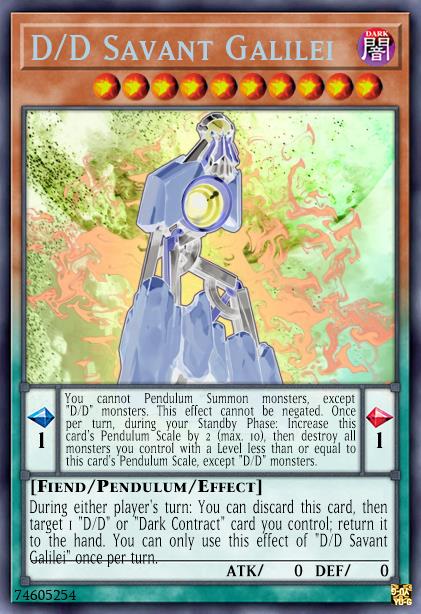 D/D Savant Galilei
DARK
闇
You cannot Pendulum Summon monsters, except
"D/D" monsters. This effect cannot be negated. Once
per turn, during your Standby Phase: Increase this
card's Pendulum Scale by 2 (max. 10), then destroy all
monsters you control with a Level less than or equal to
this card's Pendulum Scale, except "D/D" monsters.
1 1
[Fiend/Pendulum/Effect]
During either player's turn: You can discard this card, then
target 1 "D/D" or "Dark Contract" card you control; return it
to the hand. You can only use this effect of "D/D Savant
Galilei" once per turn.
ATK/ 0 DEF/ 0
74605254